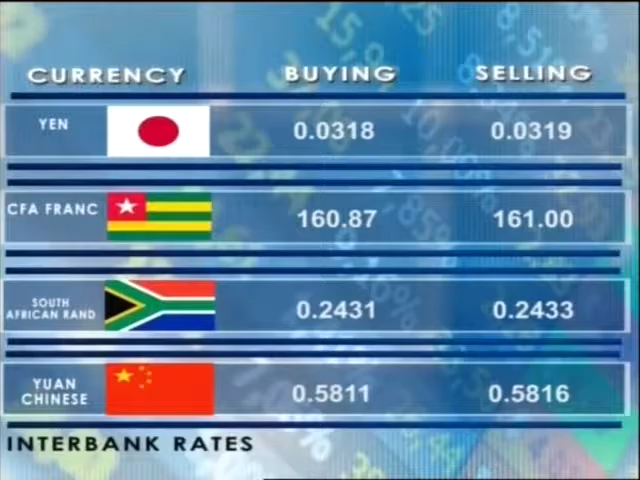 CURRENCY BUYING SELLING
YEN 0.0318 0.0319
CFA FRANC 160.87 161.00
SOUTH
AFRICAN RAND 0.2431 0.2433
YUAN
CHINESE 0.5811 0.5816
INTERBANK RATES